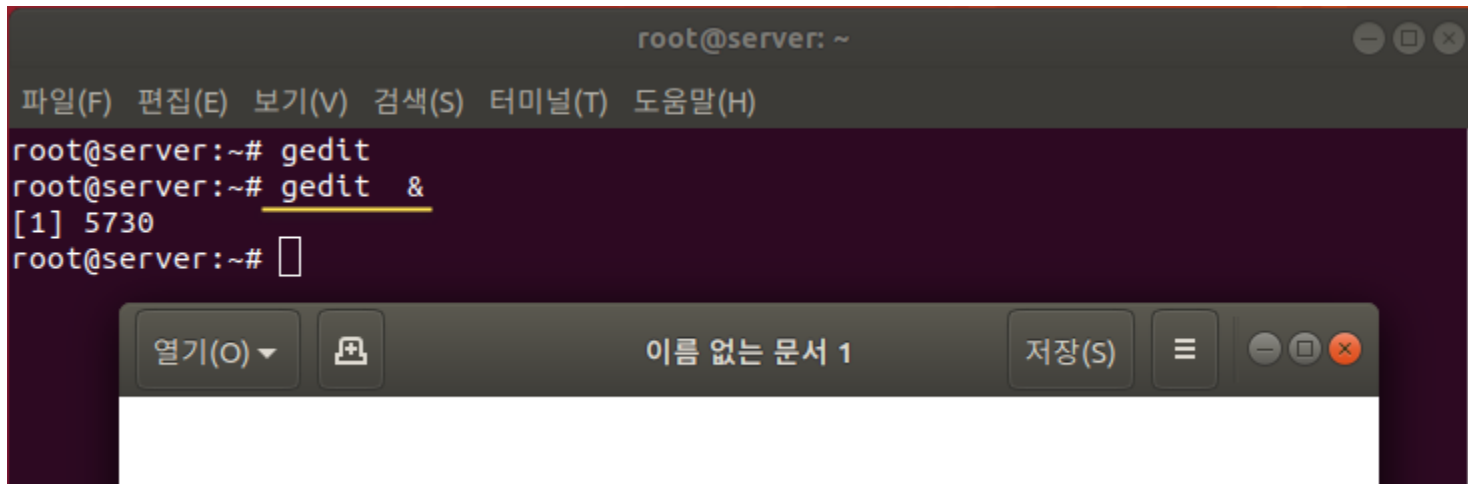 root@server: ~
파일(F) 편집(E) 보기(V) 검색(S) 터미널(T) 도움말(H)
root@server:~# gedit
root@server:~# gedit  &
[1] 5730
root@server:~#
열기(O) 이름 없는 문서 1 저장(S)